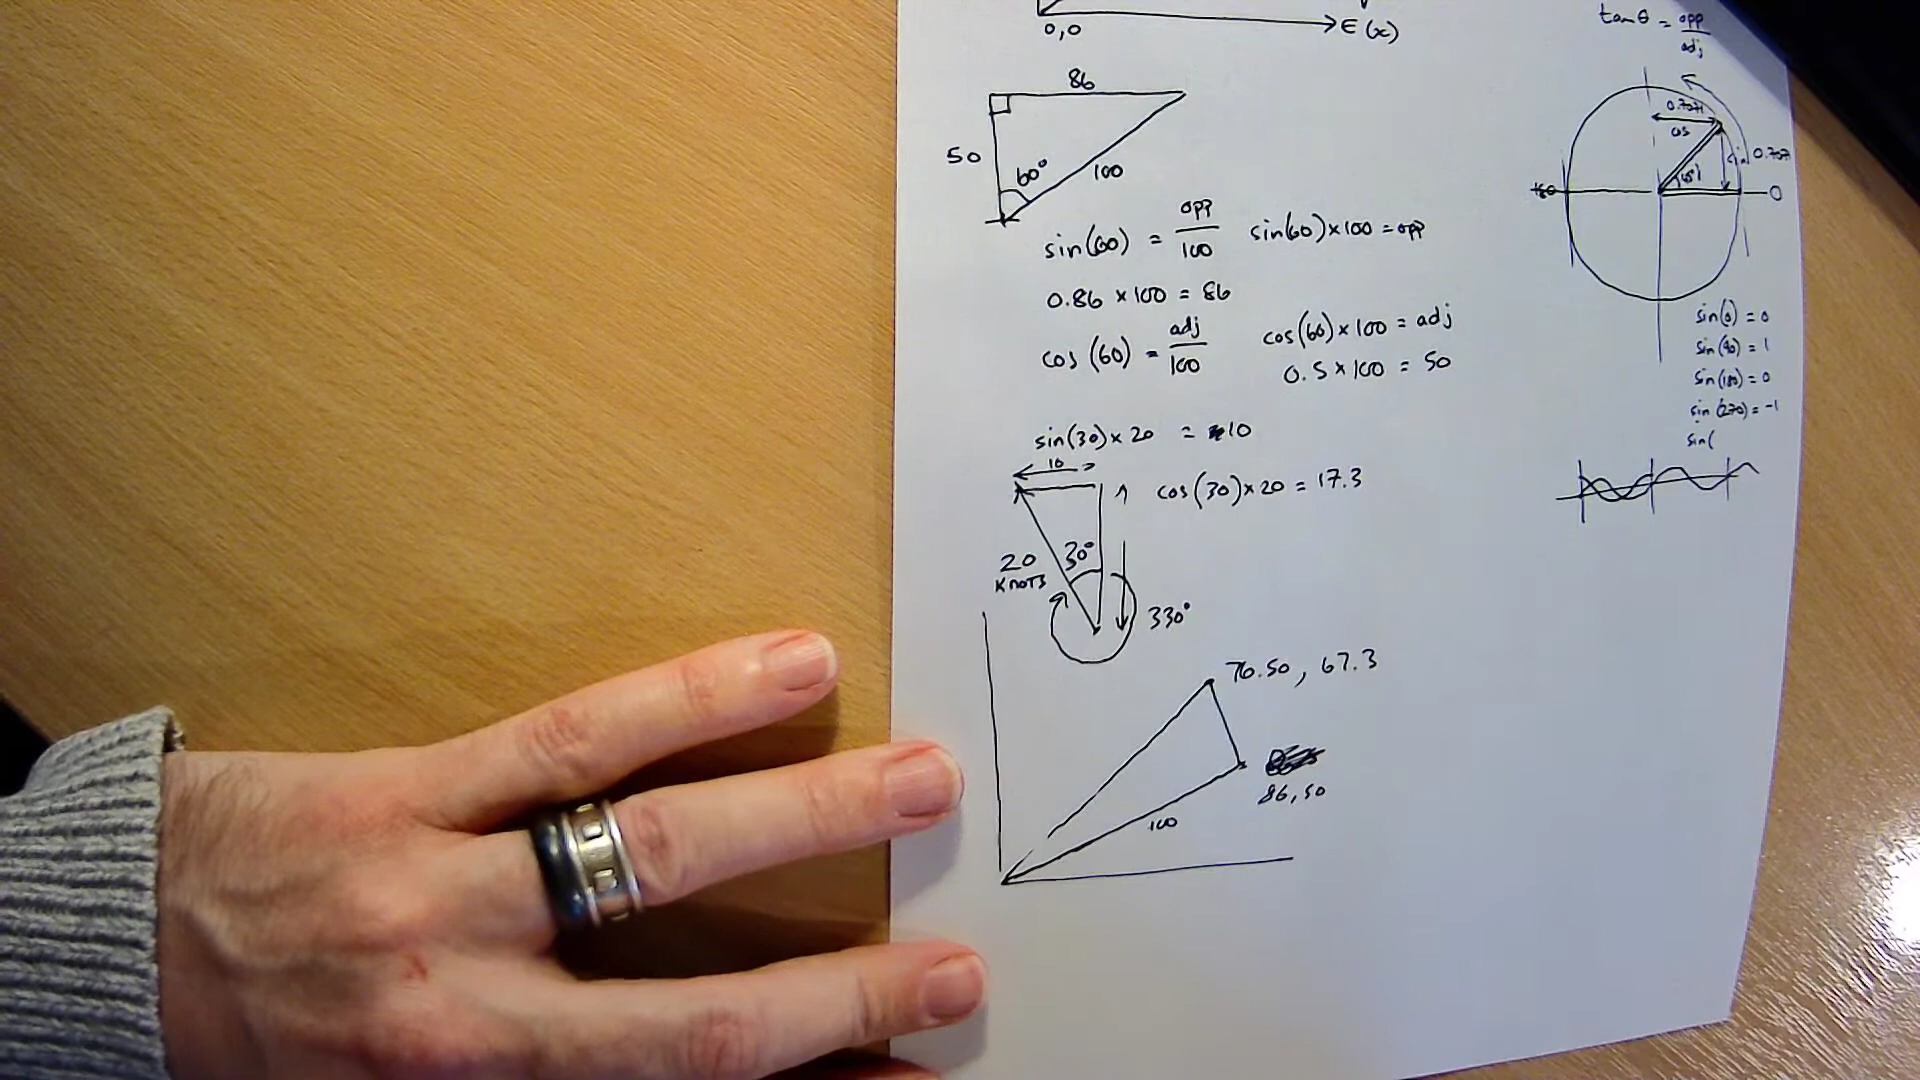 0,0
E (x)
tan θ = opp
adj
86
50
60°
100
0.7071
cos
sin
0.707
45°
180
0
sin(60) = opp
100
sin(60)×100 = opp
0.86 ×100 = 86
cos (60) = adj
100
cos(60)×100 = adj
0.5 × 100 = 50
sin(0) = 0
sin(90) = 1
sin(180) = 0
sin(270) = -1
sin(
sin(30)× 20 = 10
10
cos(30)×20 = 17.3
20
KNOTS
30°
330°
76.50, 67.3
86,50
100